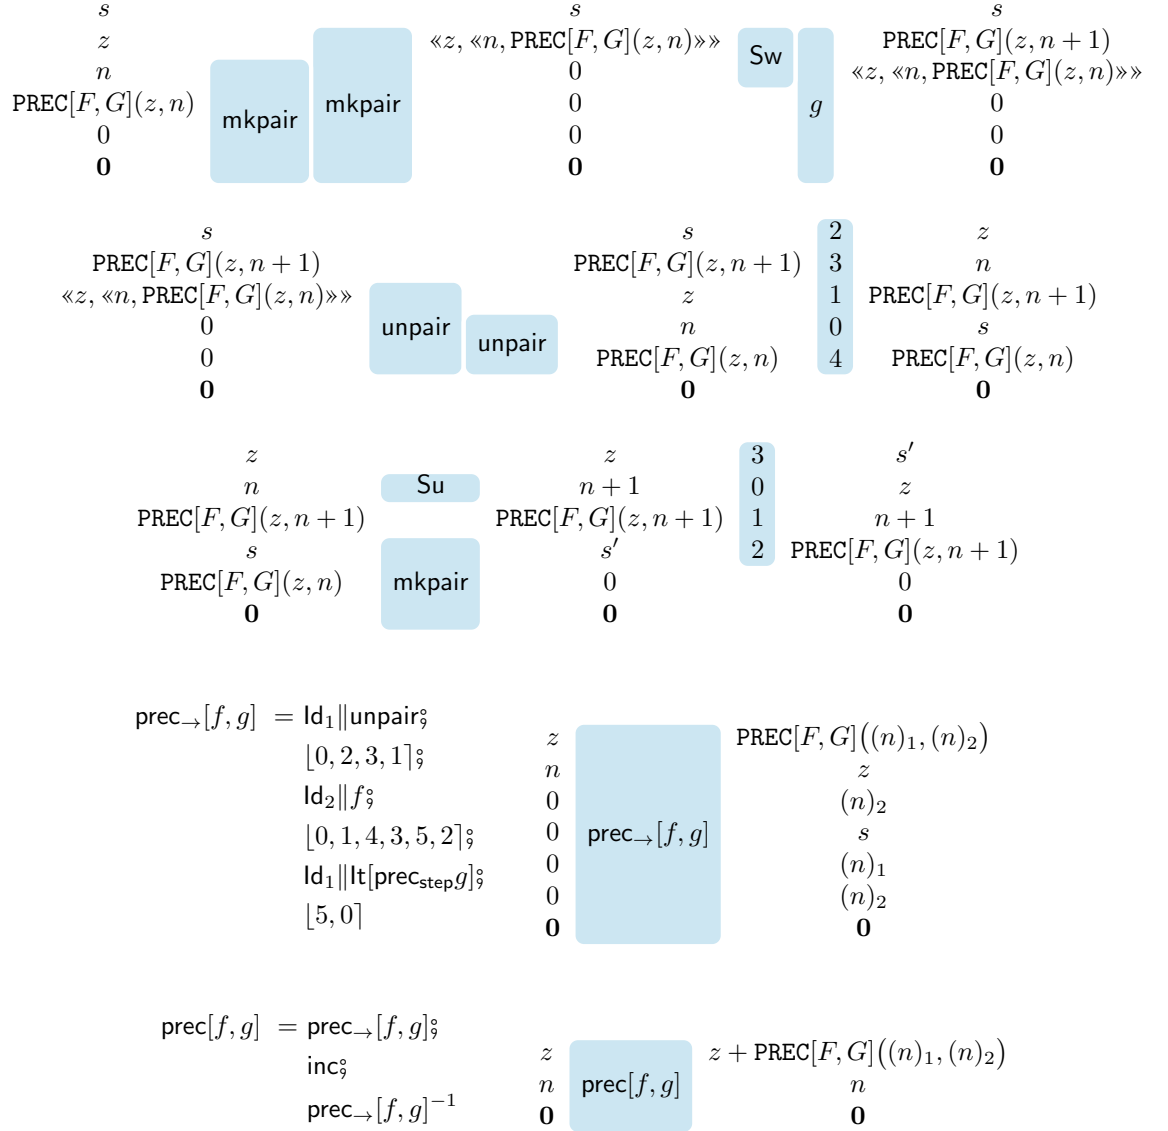 s s s
z «z, «n, PREC[F, G](z, n)»» Sw PREC[F, G](z, n + 1)
n 0 «z, «n, PREC[F, G](z, n)»»
PREC[F, G](z, n) mkpair mkpair 0 g 0
0 0 0
0 0 0
s s 2 z
PREC[F, G](z, n + 1) PREC[F, G](z, n + 1) 3 n
«z, «n, PREC[F, G](z, n)»» z 1 PREC[F, G](z, n + 1)
0 unpair unpair n 0 s
0 PREC[F, G](z, n) 4 PREC[F, G](z, n)
0 0 0
z z 3 s′
n Su n + 1 0 z
PREC[F, G](z, n + 1) PREC[F, G](z, n + 1) 1 n + 1
s s′ 2 PREC[F, G](z, n + 1)
PREC[F, G](z, n) mkpair 0 0
0 0 0
prec→[f, g] = Id₁∥unpair⨟
⌊0, 2, 3, 1⌉⨟
Id₂∥f⨟
⌊0, 1, 4, 3, 5, 2⌉⨟
Id₁∥It[prec_step g]⨟
⌊5, 0⌉
z PREC[F, G]((n)₁, (n)₂)
n z
0 (n)₂
0 prec→[f, g] s
0 (n)₁
0 (n)₂
0 0
prec[f, g] = prec→[f, g]⨟
inc⨟
prec→[f, g]⁻¹
z z + PREC[F, G]((n)₁, (n)₂)
n prec[f, g] n
0 0